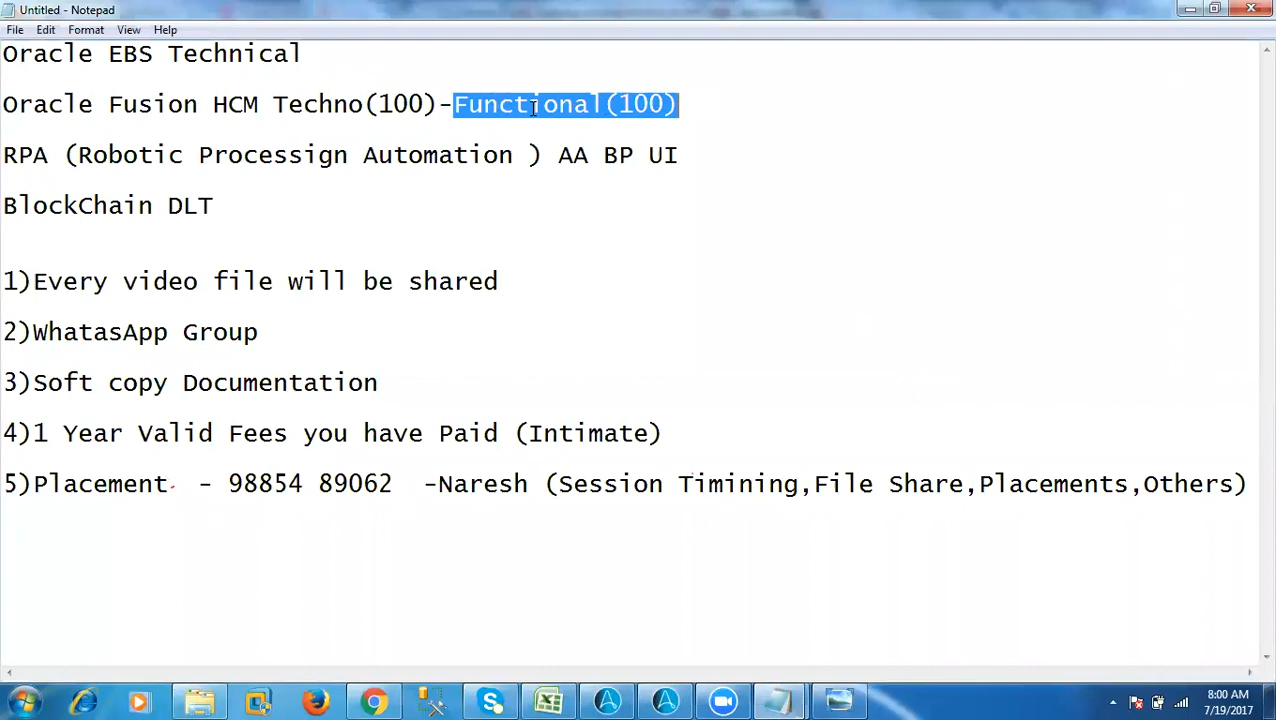 Untitled - Notepad
File Edit Format View Help
Oracle EBS Technical
Oracle Fusion HCM Techno(100)-Functional(100)
RPA (Robotic Processign Automation ) AA BP UI
BlockChain DLT
1)Every video file will be shared
2)WhatasApp Group
3)Soft copy Documentation
4)1 Year Valid Fees you have Paid (Intimate)
5)Placement - 98854 89062 -Naresh (Session Timining,File Share,Placements,Others)
8:00 AM
7/19/2017